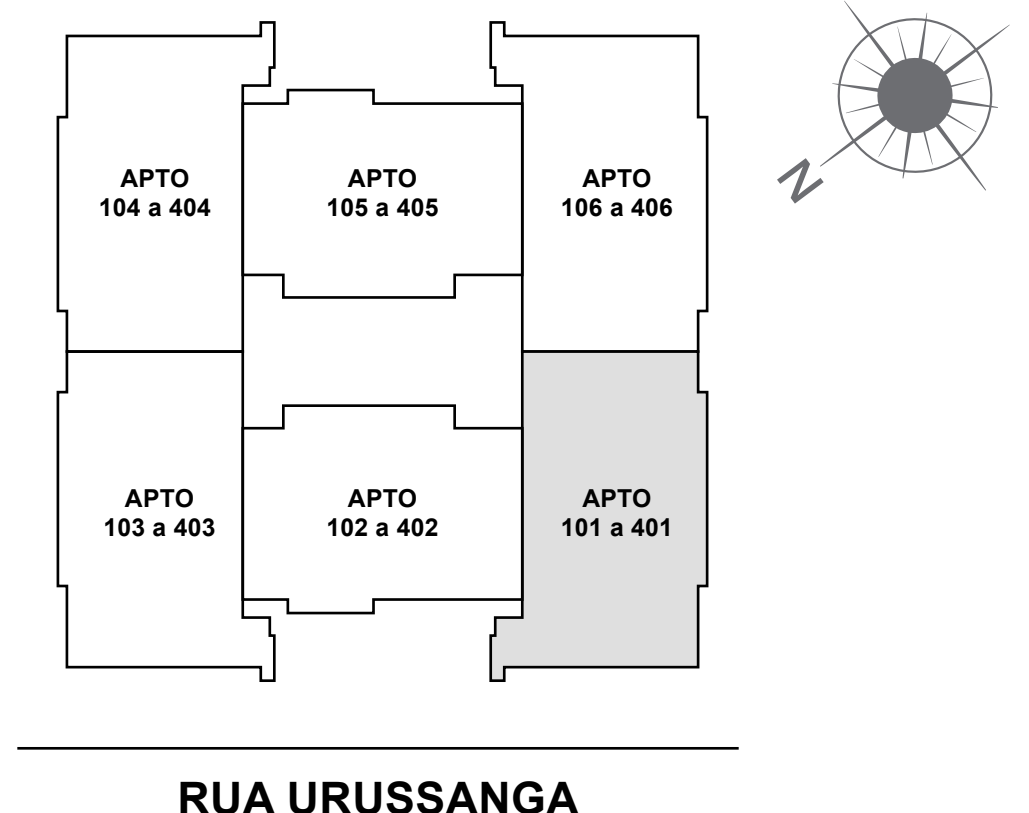 APTO
104 a 404
APTO
105 a 405
APTO
106 a 406
N
APTO
103 a 403
APTO
102 a 402
APTO
101 a 401
RUA URUSSANGA